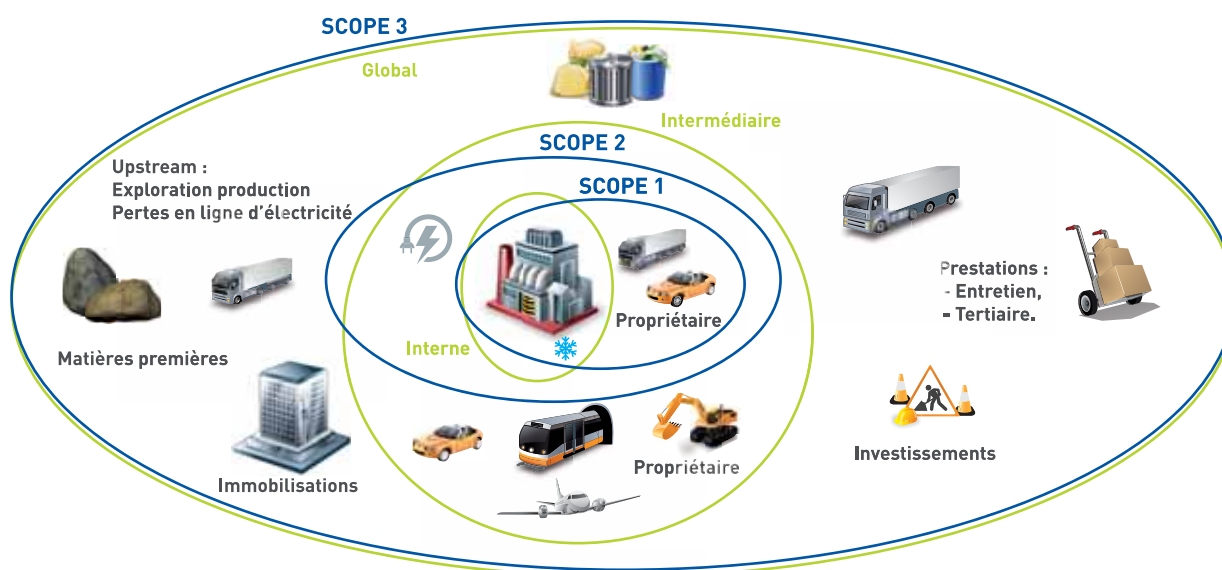 SCOPE 3
Global
Intermédiaire
SCOPE 2
Upstream :
Exploration production
Pertes en ligne d'électricité
SCOPE 1
Prestations :
- Entretien,
- Tertiaire.
Propriétaire
Interne
Matières premières
Investissements
Propriétaire
Immobilisations